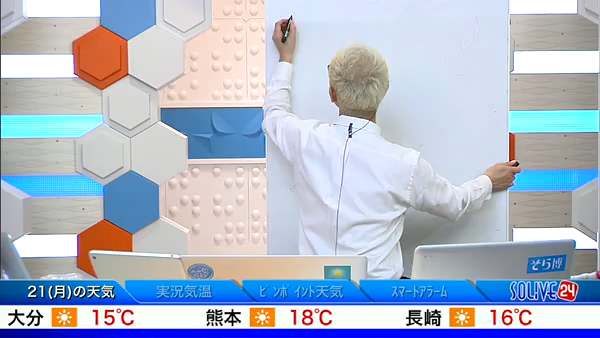 そら博
21(月)の天気 実況気温 ピンポイント天気 スマートアラーム SOLiVE24
大分 15℃ 熊本 18℃ 長崎 16℃